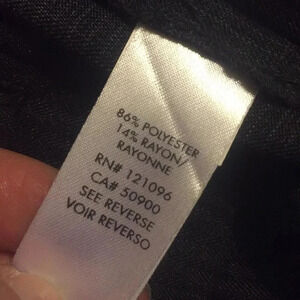 86% POLYESTER
14% RAYON/
RAYONNE
RN# 121096
CA# 50900
SEE REVERSE
VOIR REVERSO